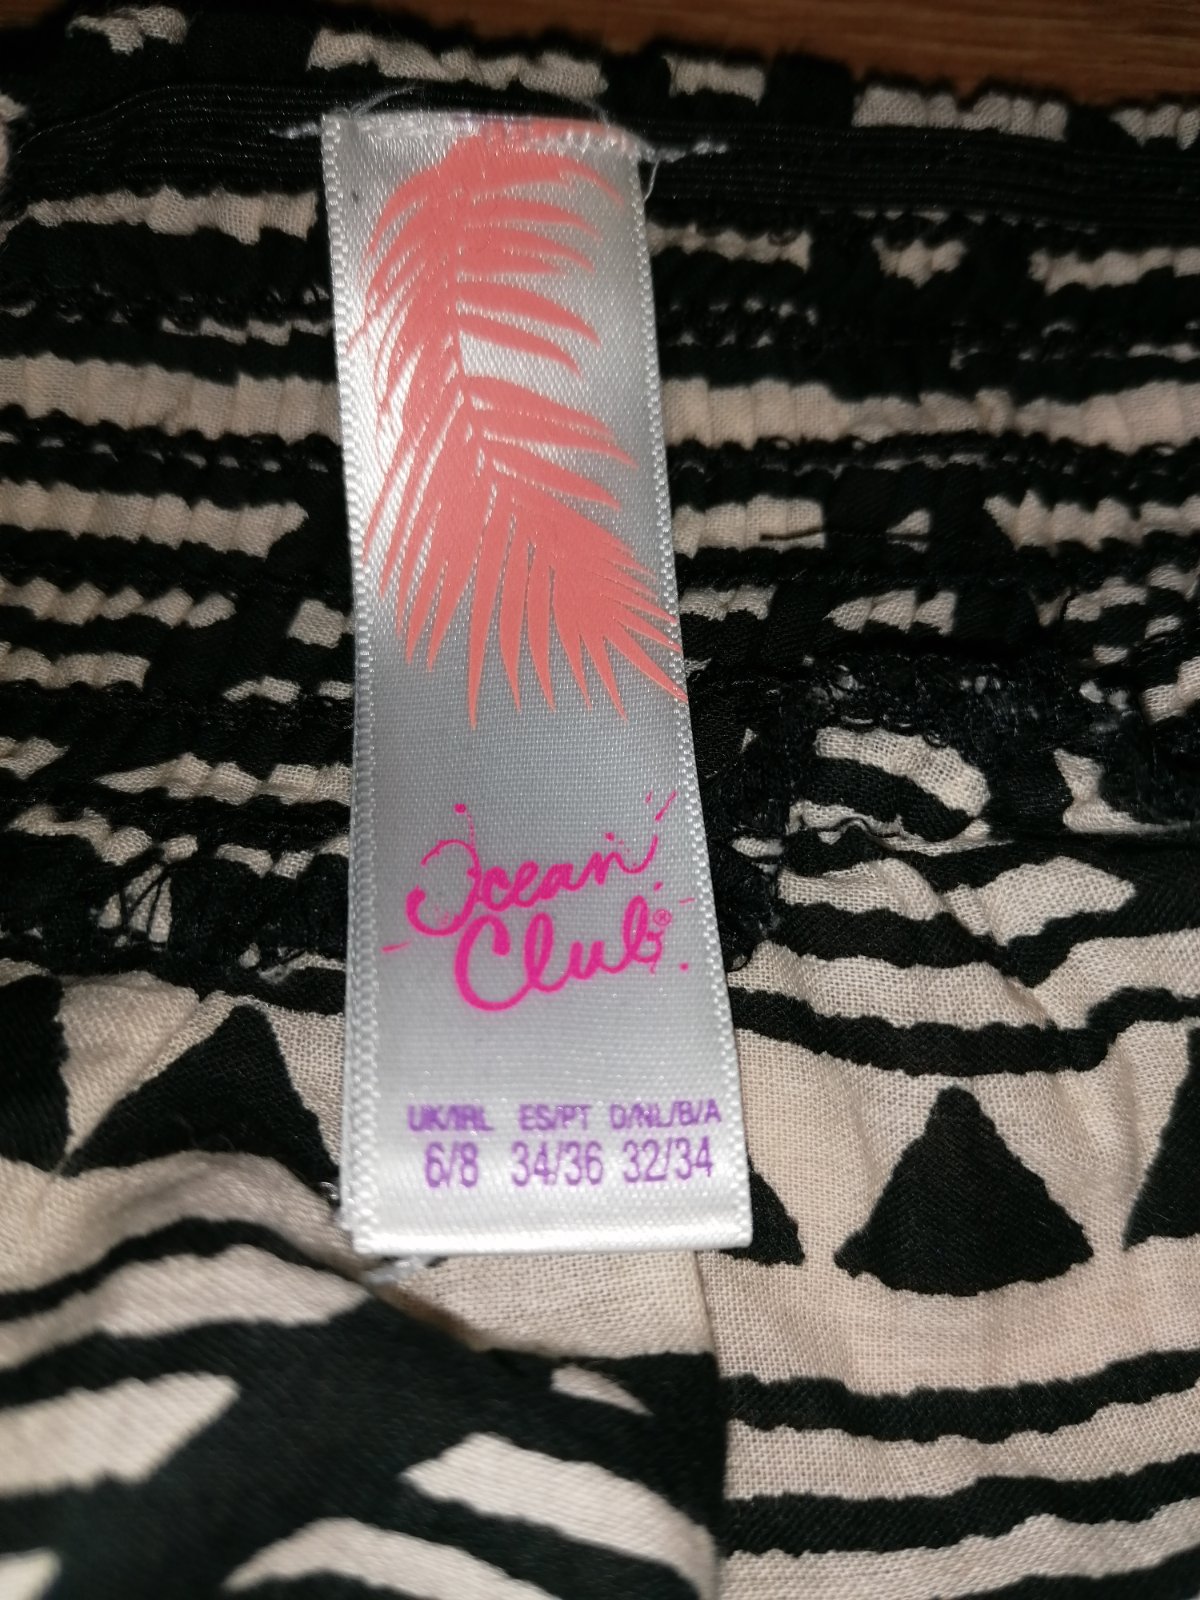 Ocean
Club®
UK/IRL ES/PT D/NL/B/A
6/8 34/36 32/34